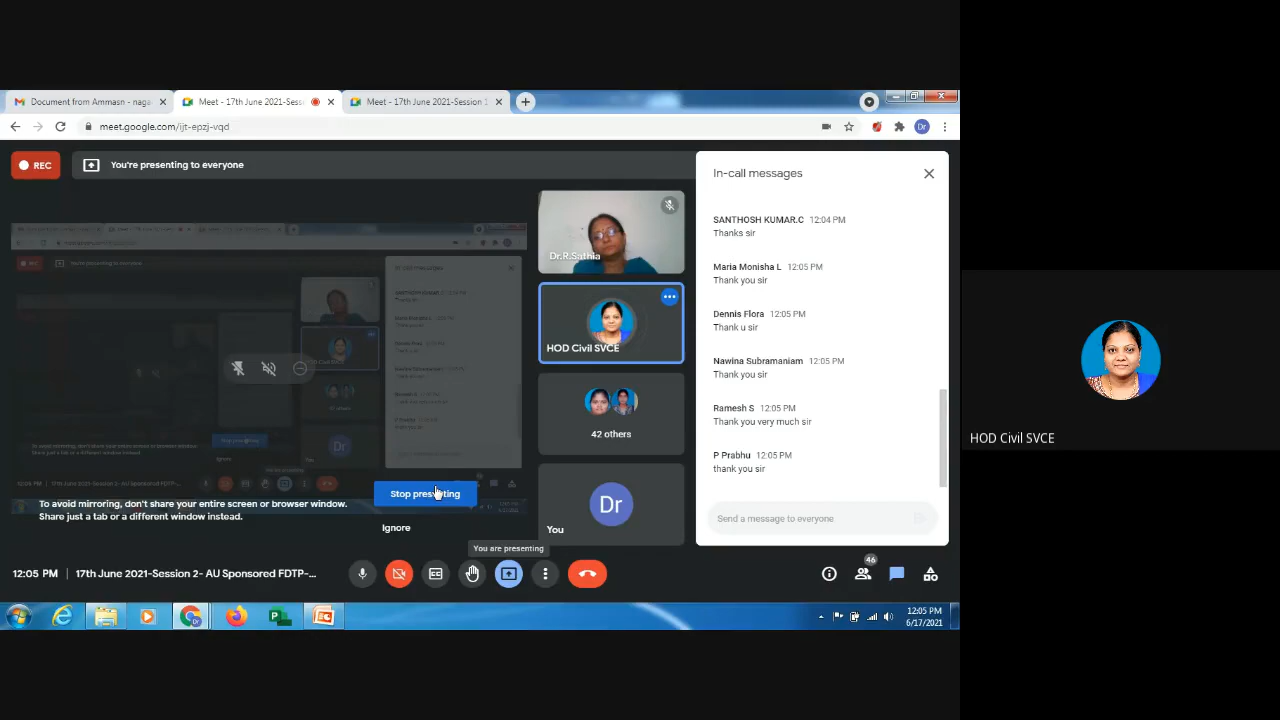 Document from Ammasn - naga
Meet - 17th June 2021-Sess
Meet - 17th June 2021-Session 1
meet.google.com/ijt-epzj-vqd
Dr
REC
You're presenting to everyone
Dr.R.Sathia
HOD Civil SVCE
42 others
Dr
You
In-call messages
SANTHOSH KUMAR.C 12:04 PM
Thanks sir
Maria Monisha L 12:05 PM
Thank you sir
Dennis Flora 12:05 PM
Thank u sir
Nawina Subramaniam 12:05 PM
Thank you sir
Ramesh S 12:05 PM
Thank you very much sir
P Prabhu 12:05 PM
thank you sir
Send a message to everyone
Stop presenting
To avoid mirroring, don't share your entire screen or browser window.
Share just a tab or a different window instead.
Ignore
You are presenting
12:05 PM | 17th June 2021-Session 2- AU Sponsored FDTP-...
46
12:05 PM
6/17/2021
HOD Civil SVCE